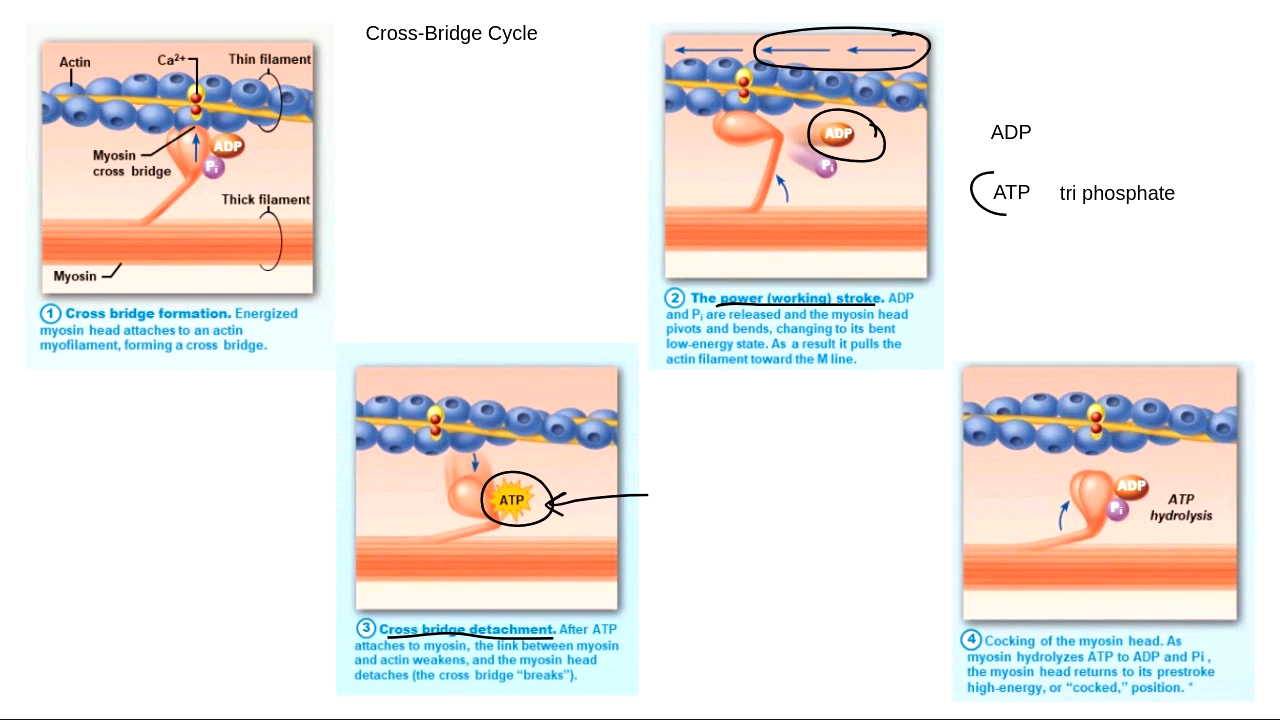 Cross-Bridge Cycle
Actin
Ca2+
Thin filament
ADP
Pi
Myosin
cross bridge
Thick filament
Myosin
1 Cross bridge formation. Energized
myosin head attaches to an actin
myofilament, forming a cross bridge.
ADP
Pi
2 The power (working) stroke. ADP
and Pi are released and the myosin head
pivots and bends, changing to its bent
low-energy state. As a result it pulls the
actin filament toward the M line.
ADP
ATP tri phosphate
ATP
3 Cross bridge detachment. After ATP
attaches to myosin, the link between myosin
and actin weakens, and the myosin head
detaches (the cross bridge “breaks”).
ADP
Pi
ATP
hydrolysis
4 Cocking of the myosin head. As
myosin hydrolyzes ATP to ADP and Pi ,
the myosin head returns to its prestroke
high-energy, or “cocked,” position. *